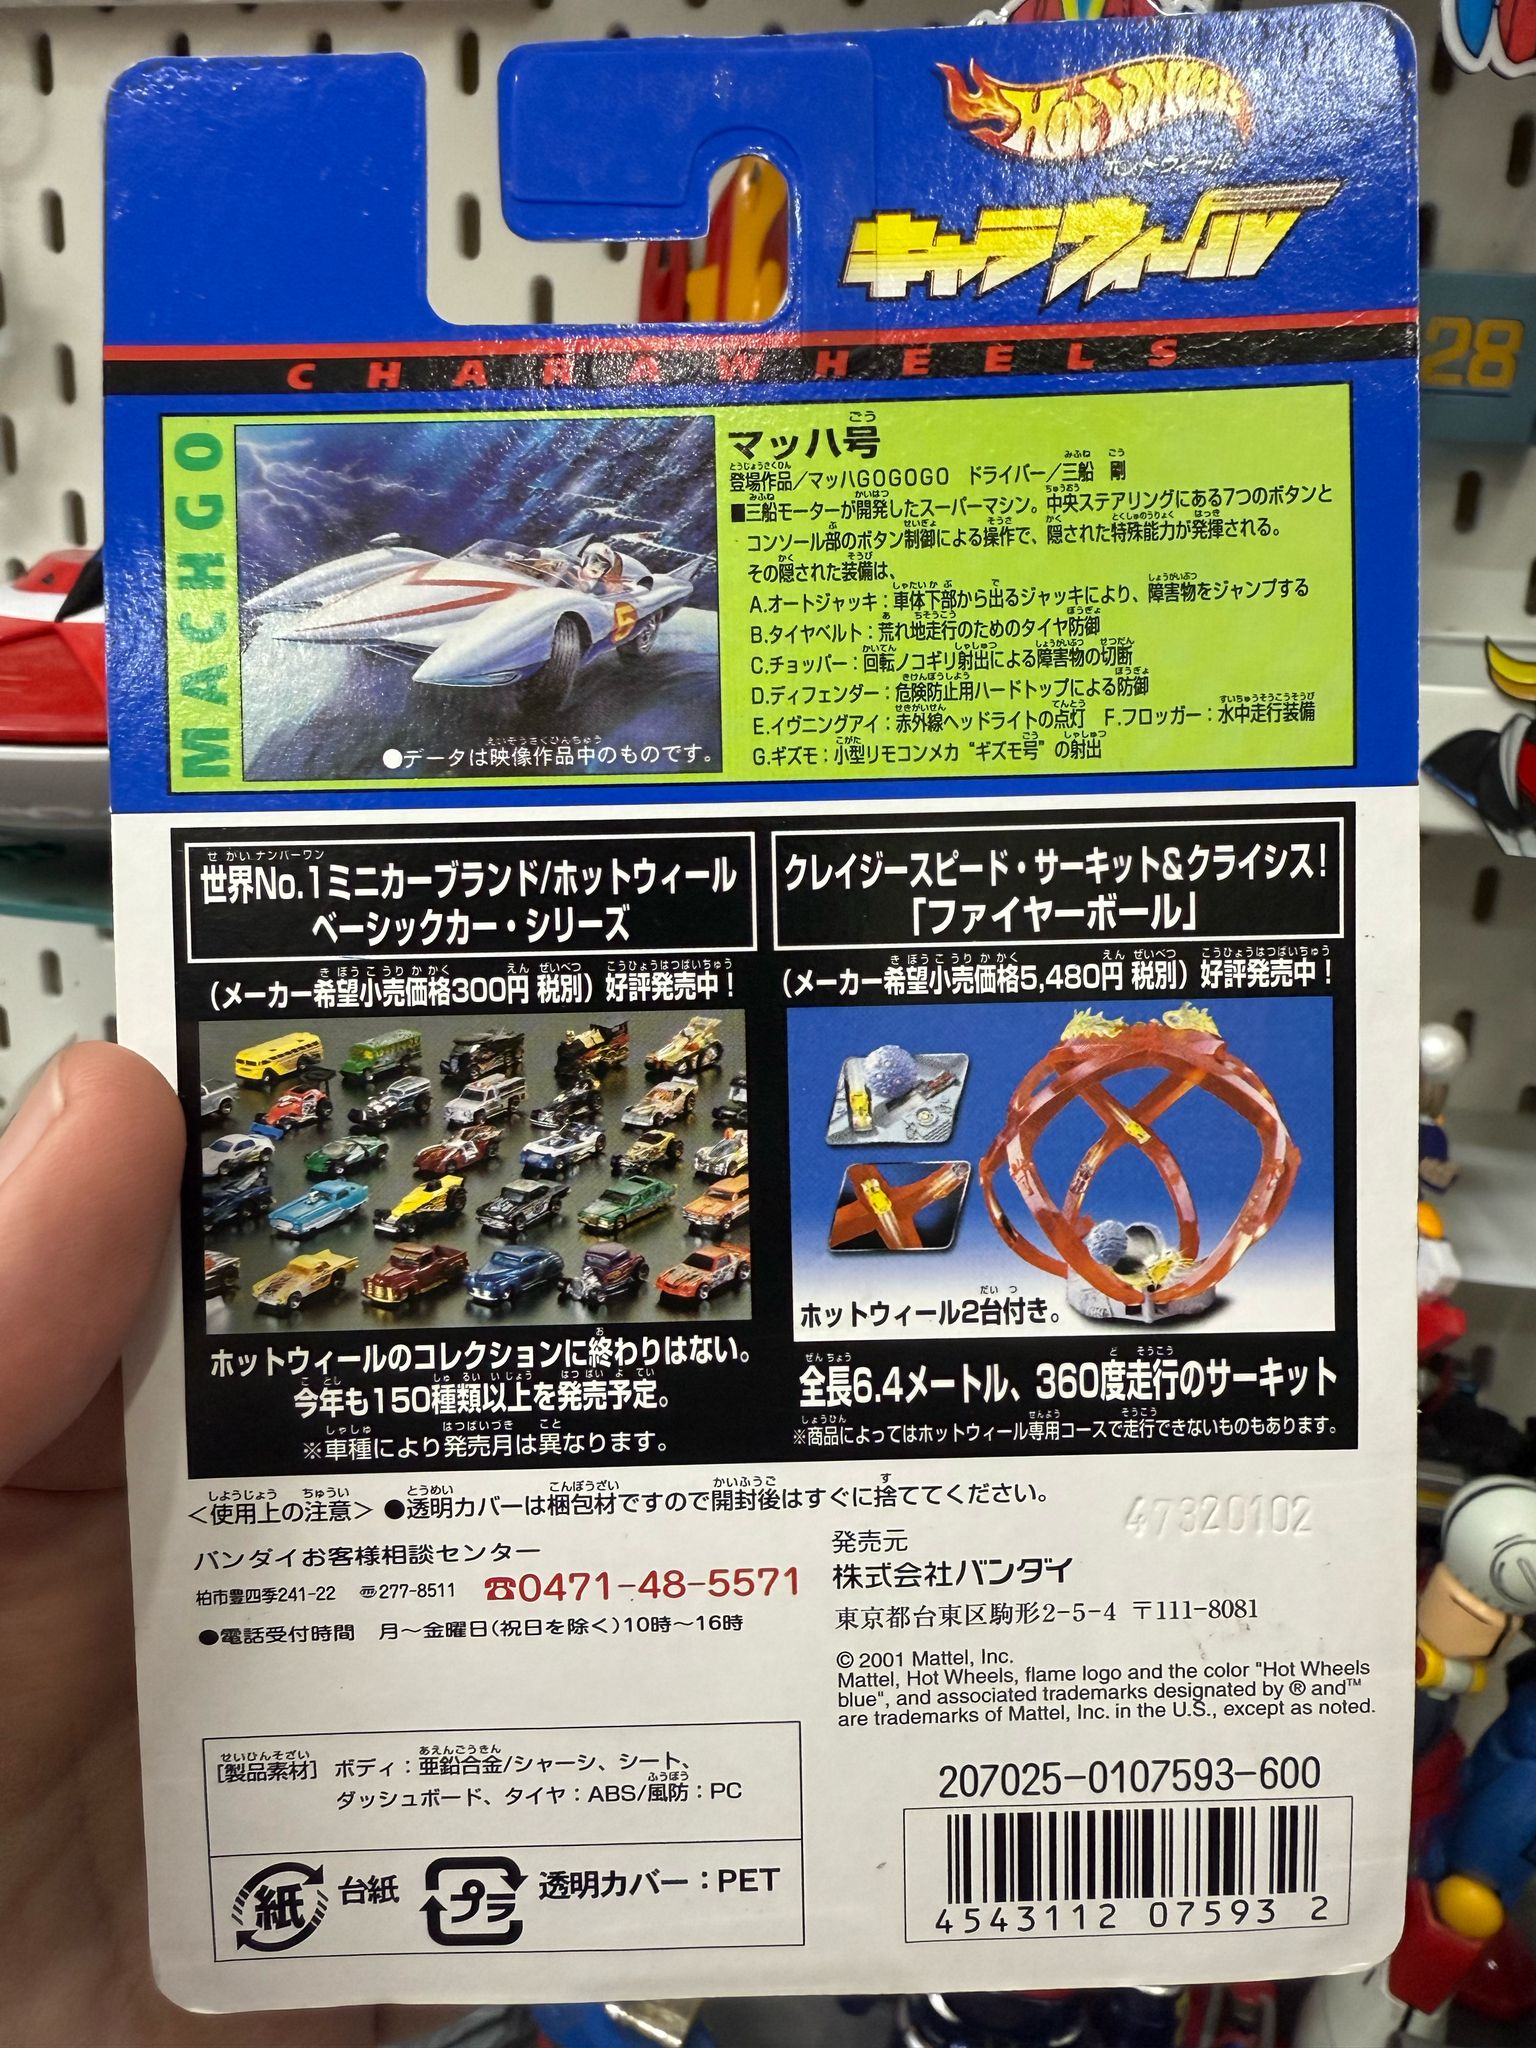 HOT WHEELS
ホットウィール
キャラウィール
CHARAWHEELS
MACHGO
マッハ号
ごう
登場作品/マッハGOGOGO ドライバー/三船 剛
■三船モーターが開発したスーパーマシン。中央ステアリングにある7つのボタンと
コンソール部のボタン制御による操作で、隠された特殊能力が発揮される。
その隠された装備は、
A.オートジャッキ：車体下部から出るジャッキにより、障害物をジャンプする
B.タイヤベルト：荒れ地走行のためのタイヤ防御
C.チョッパー：回転ノコギリ射出による障害物の切断
D.ディフェンダー：危険防止用ハードトップによる防御
E.イヴニングアイ：赤外線ヘッドライトの点灯 F.フロッガー：水中走行装備
G.ギズモ：小型リモコンメカ“ギズモ号”の射出
●データは映像作品中のものです。
5
世界No.1ミニカーブランド/ホットウィール
ベーシックカー・シリーズ
(メーカー希望小売価格300円 税別) 好評発売中！
ホットウィールのコレクションに終わりはない。
今年も150種類以上を発売予定。
※車種により発売月は異なります。
クレイジースピード・サーキット&クライシス！
「ファイヤーボール」
(メーカー希望小売価格5,480円 税別) 好評発売中！
ホットウィール2台付き。
全長6.4メートル、360度走行のサーキット
※商品によってはホットウィール専用コースで走行できないものもあります。
<使用上の注意> ●透明カバーは梱包材ですので開封後はすぐに捨ててください。
47320102
バンダイお客様相談センター
柏市豊四季241-22 〠277-8511 ☎0471-48-5571
●電話受付時間 月〜金曜日(祝日を除く)10時〜16時
発売元
株式会社バンダイ
東京都台東区駒形2-5-4 〒111-8081
© 2001 Mattel, Inc.
Mattel, Hot Wheels, flame logo and the color "Hot Wheels
blue", and associated trademarks designated by ® and™
are trademarks of Mattel, Inc. in the U.S., except as noted.
[製品素材] ボディ：亜鉛合金/シャーシ、シート、
ダッシュボード、タイヤ：ABS/風防：PC
紙 台紙 プラ 透明カバー：PET
207025-0107593-600
4543112 07593 2
28